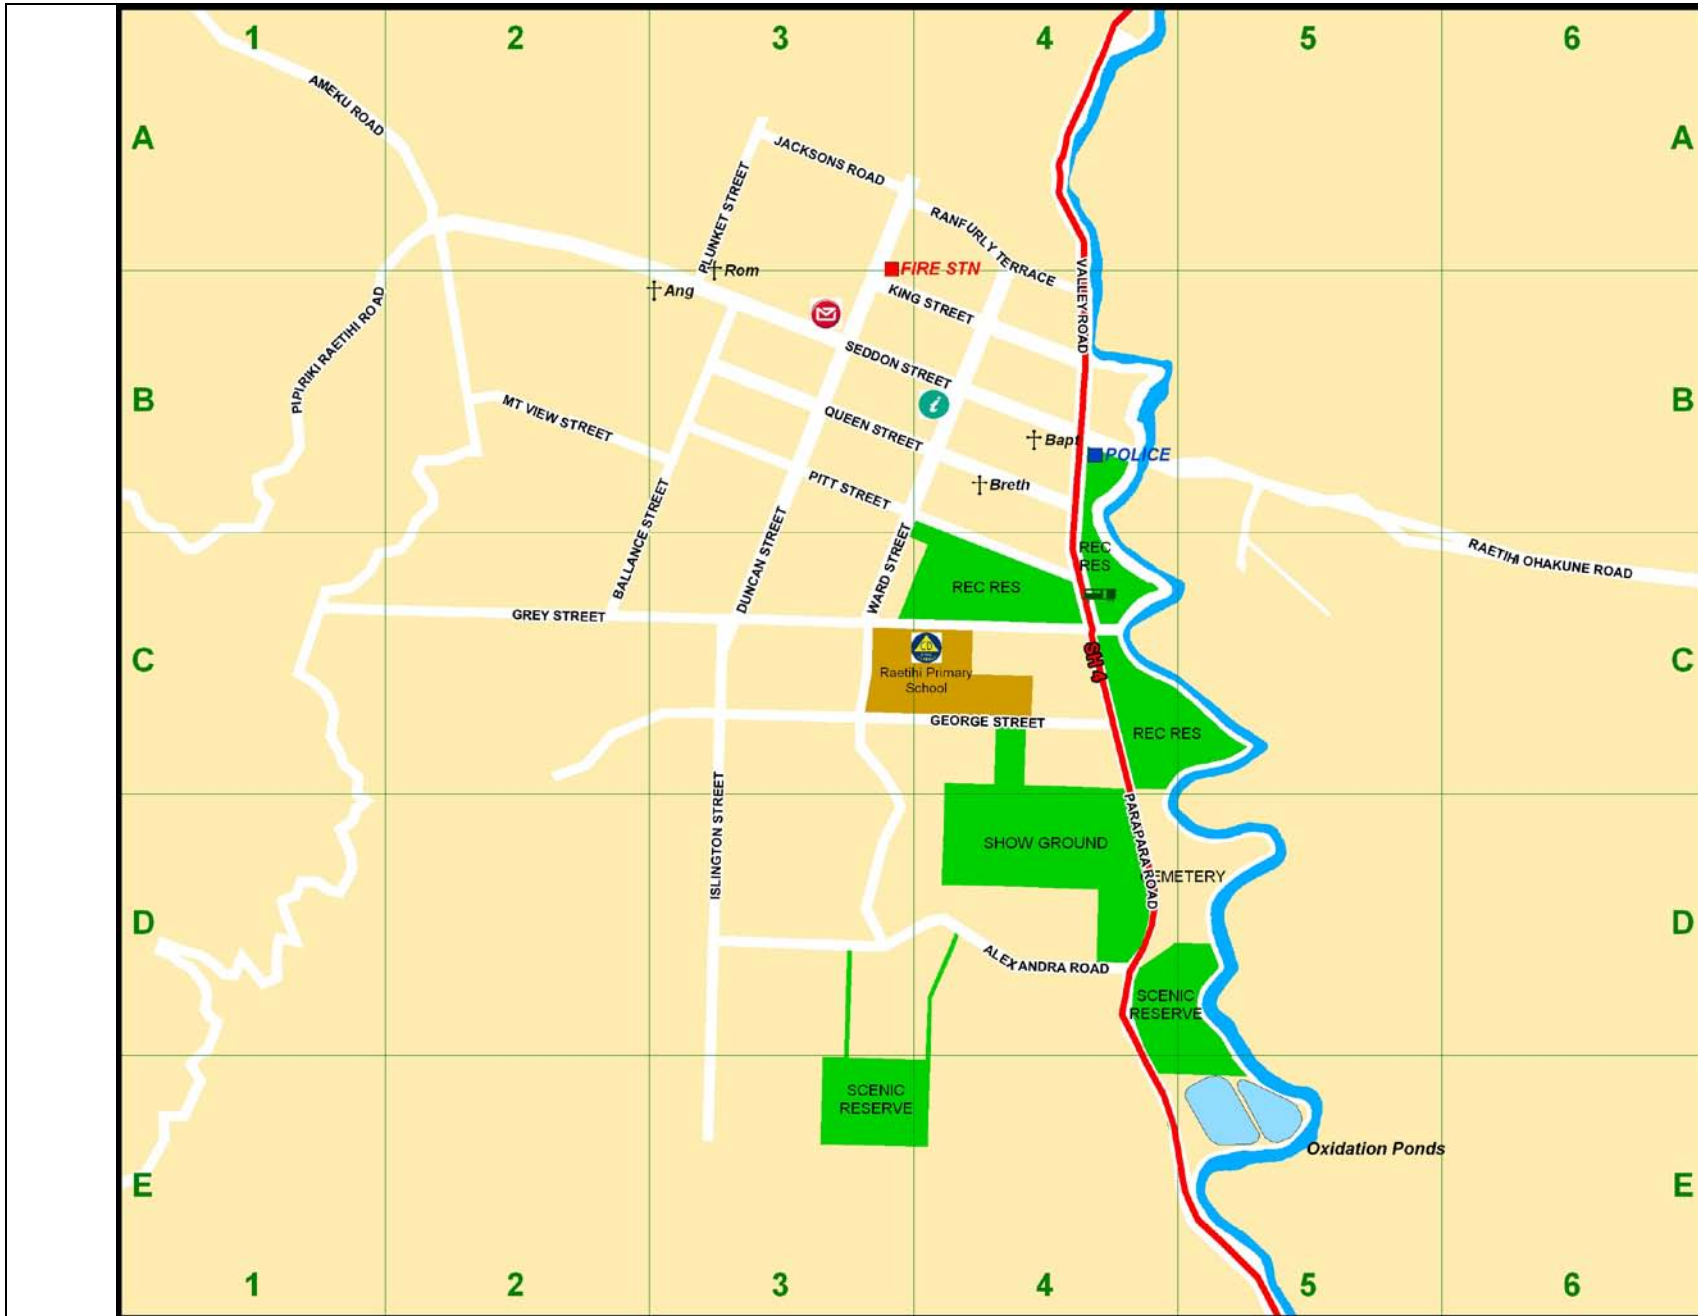 1
2
3
4
5
6
AMEKU ROAD
A
A
JACKSONS ROAD
PLUNKET STREET
RANFURLY TERRACE
Rom
FIRE STN
Ang
KING STREET
VALLEY ROAD
PIPIRIKI RAETIHI ROAD
SEDDON STREET
B
B
MT VIEW STREET
i
QUEEN STREET
Bapt
POLICE
PITT STREET
Breth
BALLANCE STREET
DUNCAN STREET
WARD STREET
REC
RES
RAETIHI OHAKUNE ROAD
REC RES
GREY STREET
C
C
CD
SH 4
Raetihi Primary
School
GEORGE STREET
REC RES
ISLINGTON STREET
PARAPARA ROAD
SHOW GROUND
CEMETERY
D
D
ALEXANDRA ROAD
SCENIC
RESERVE
SCENIC
RESERVE
Oxidation Ponds
E
E
1
2
3
4
5
6